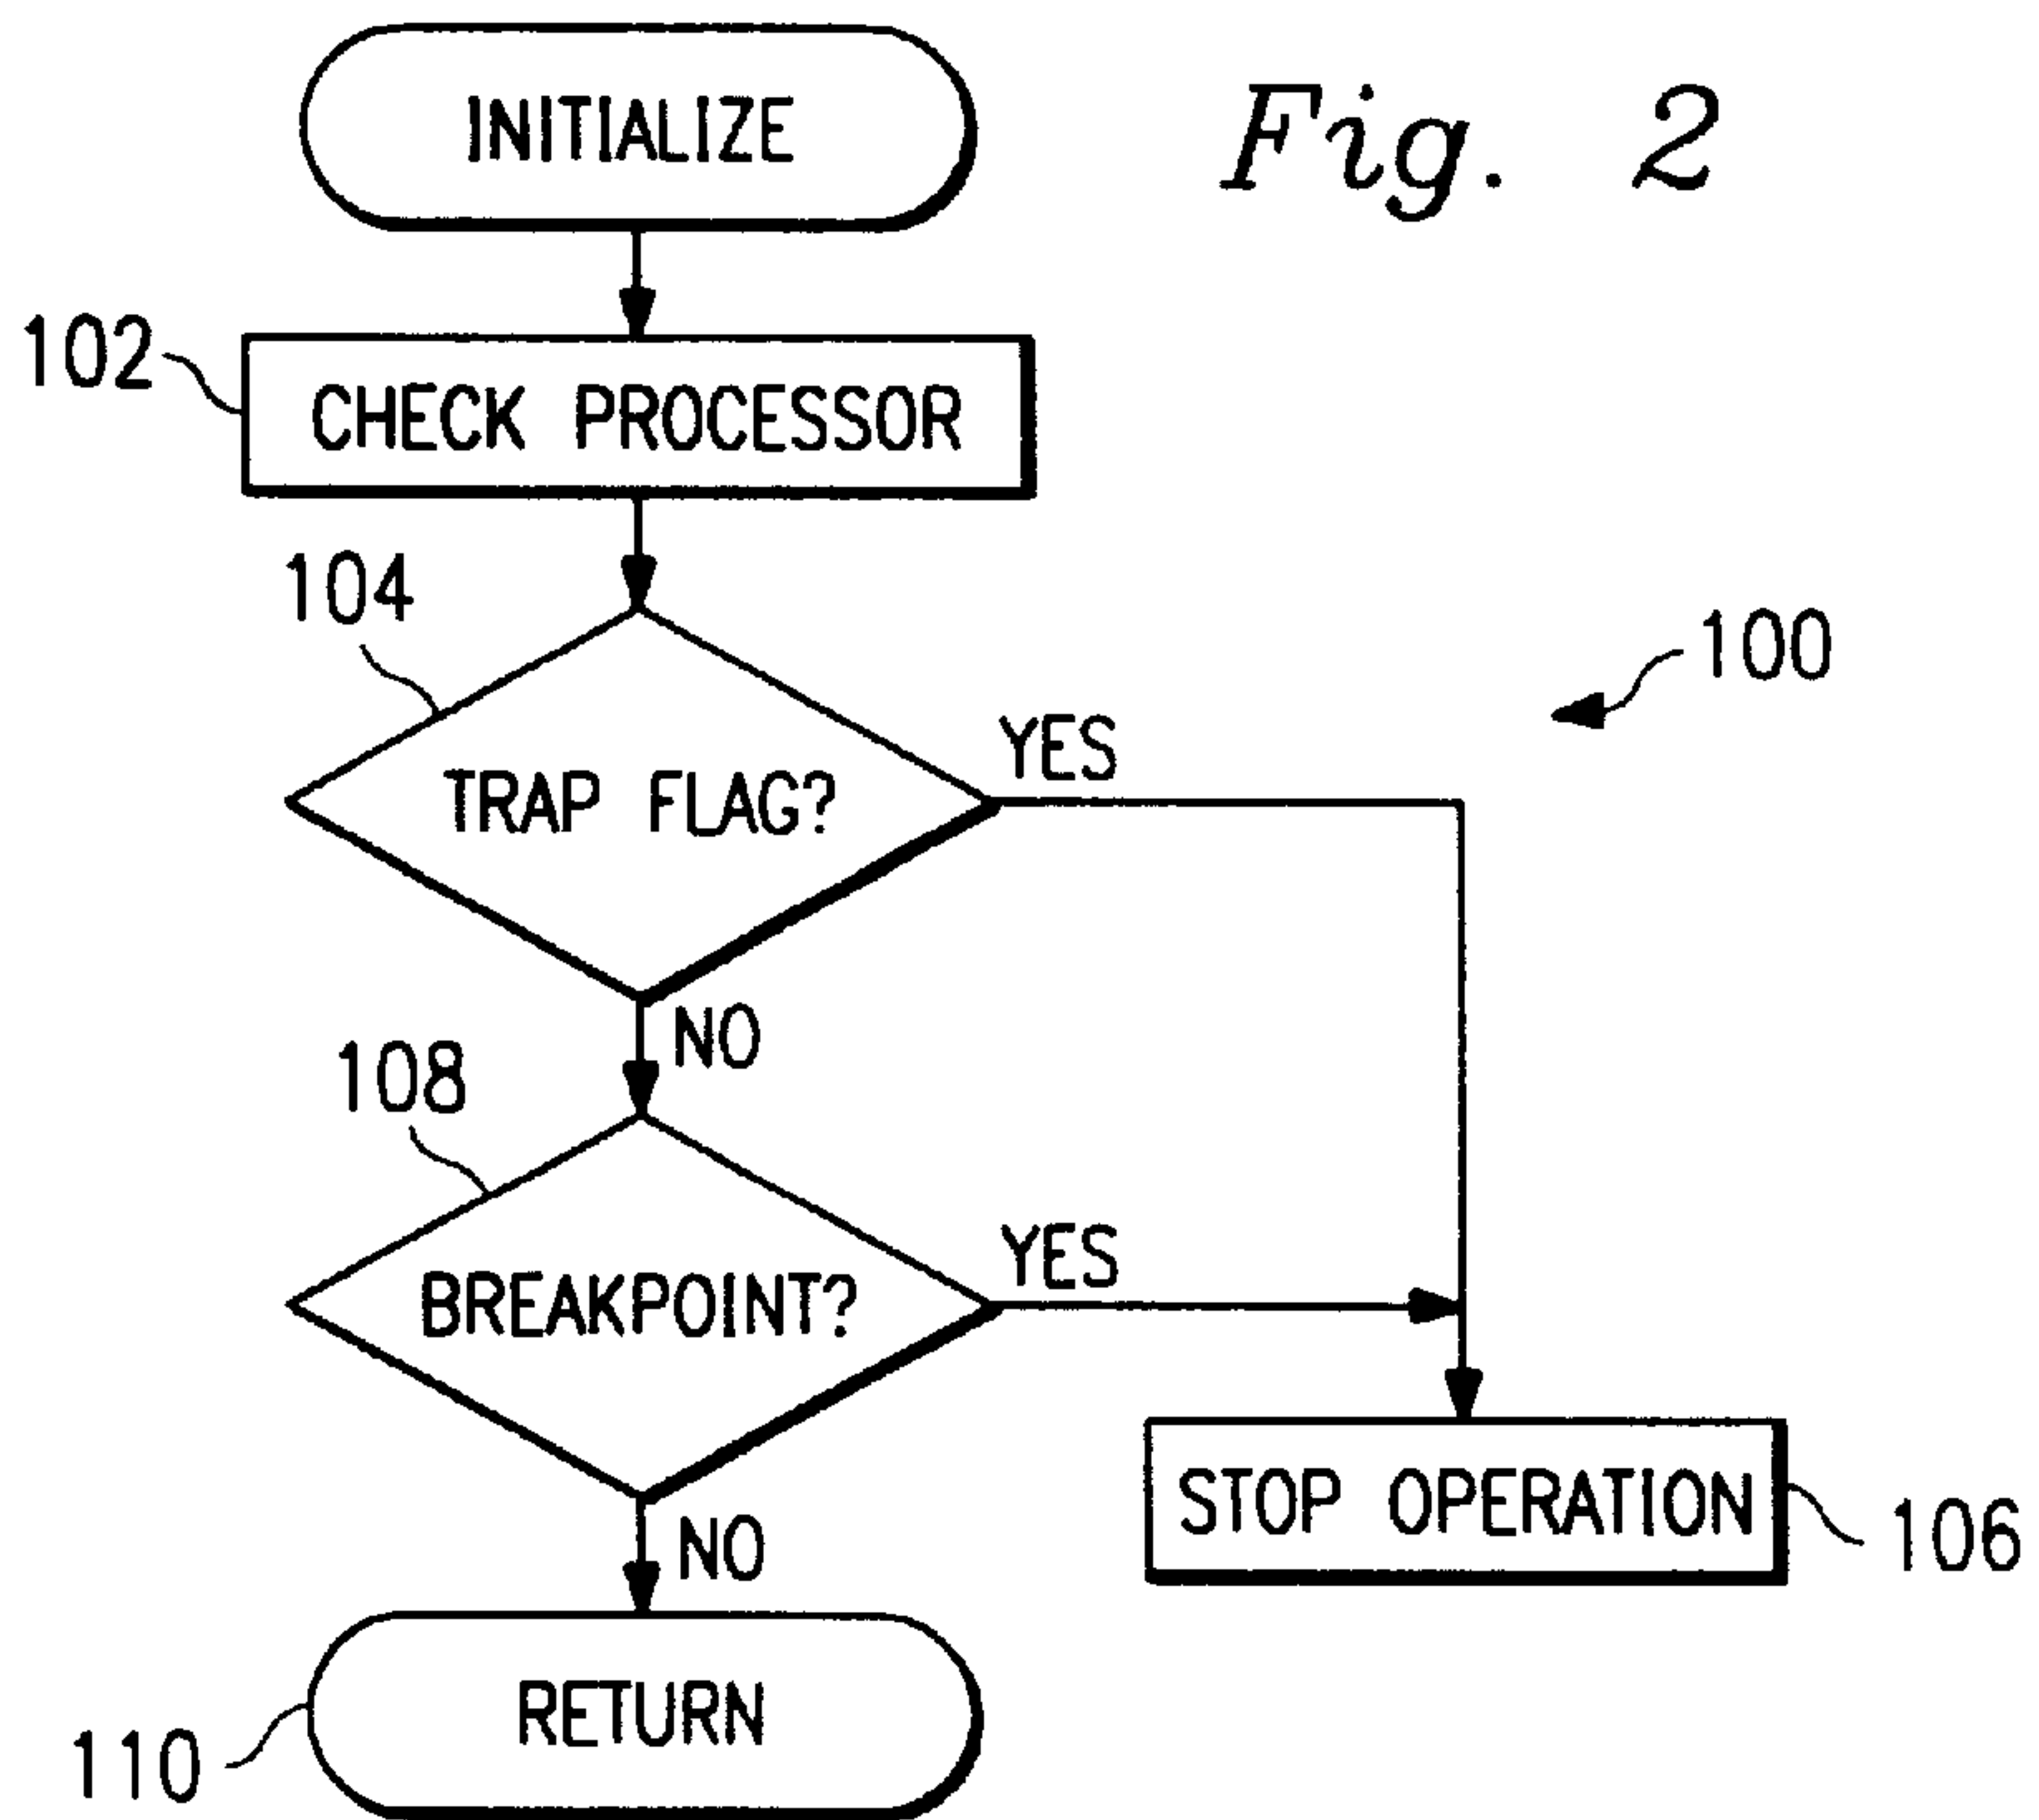 INITIALIZE
Fig. 2
102
CHECK PROCESSOR
104
100
TRAP FLAG?
YES
NO
108
BREAKPOINT?
YES
STOP OPERATION
106
NO
RETURN
110